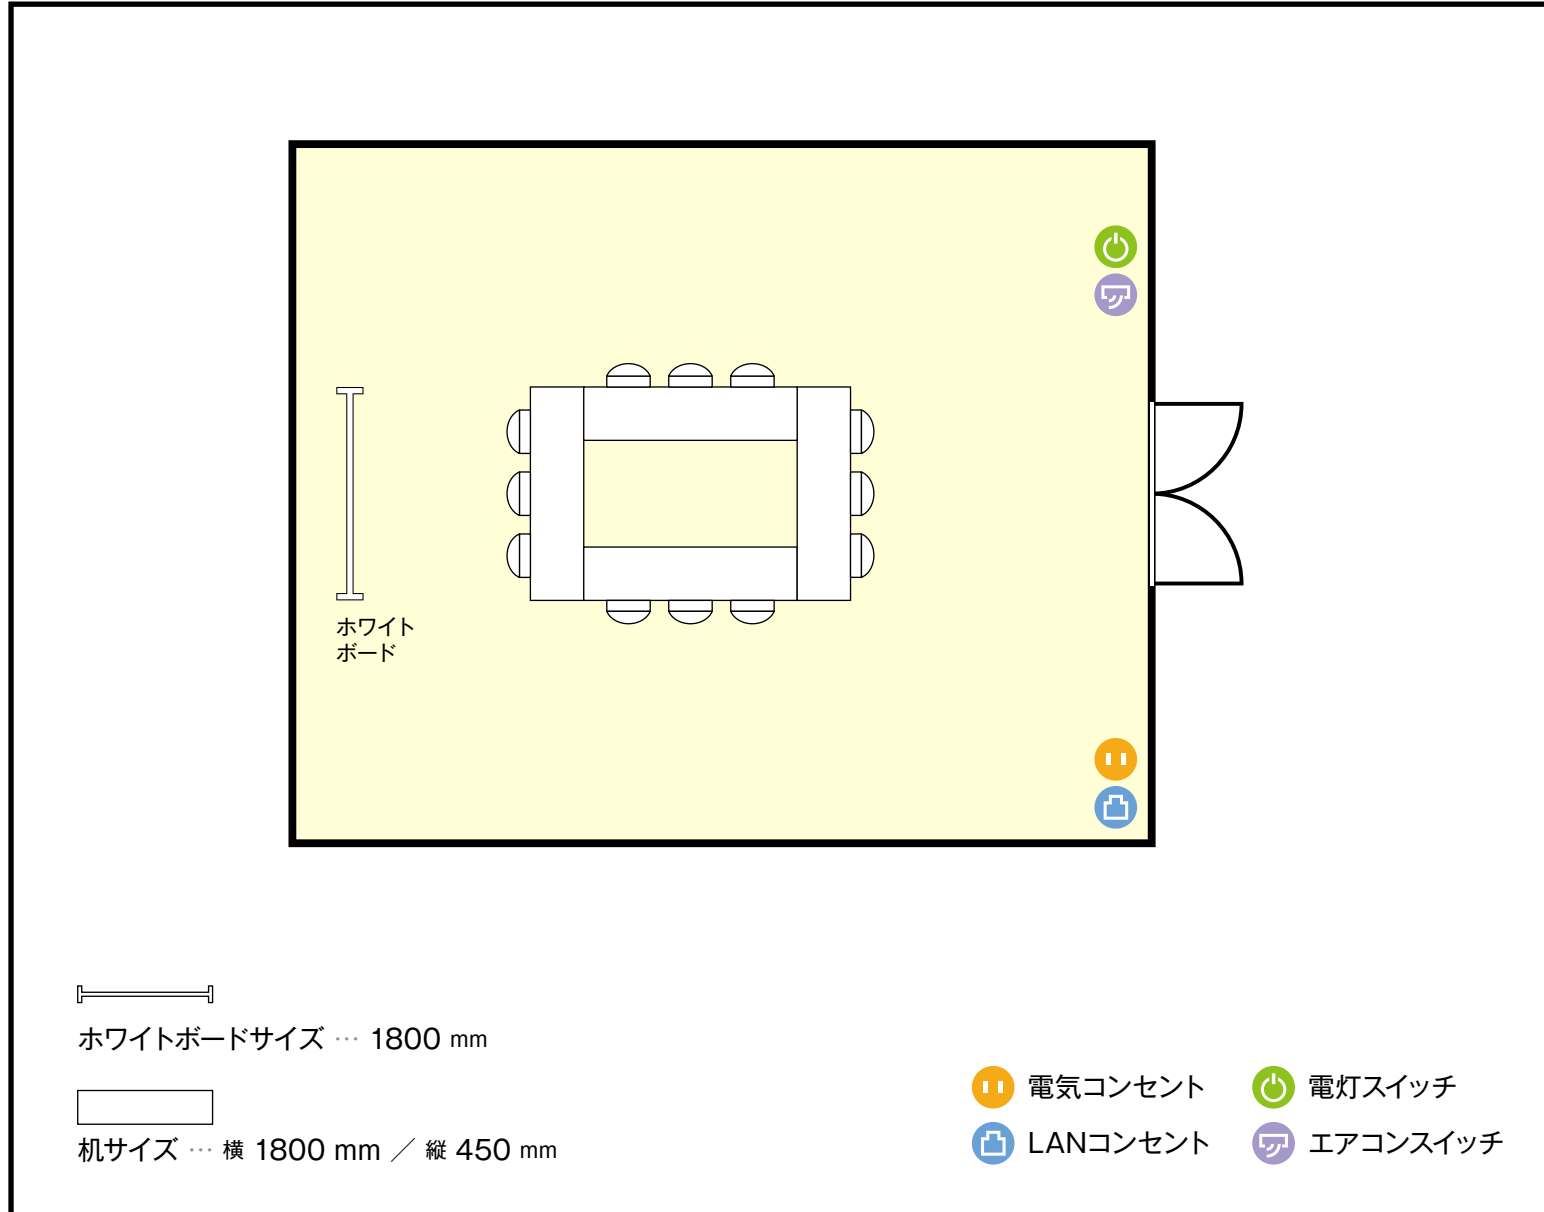 ホワイト
ボード
ホワイトボードサイズ … 1800 mm
机サイズ … 横 1800 mm ／ 縦 450 mm
電気コンセント
電灯スイッチ
LANコンセント
エアコンスイッチ